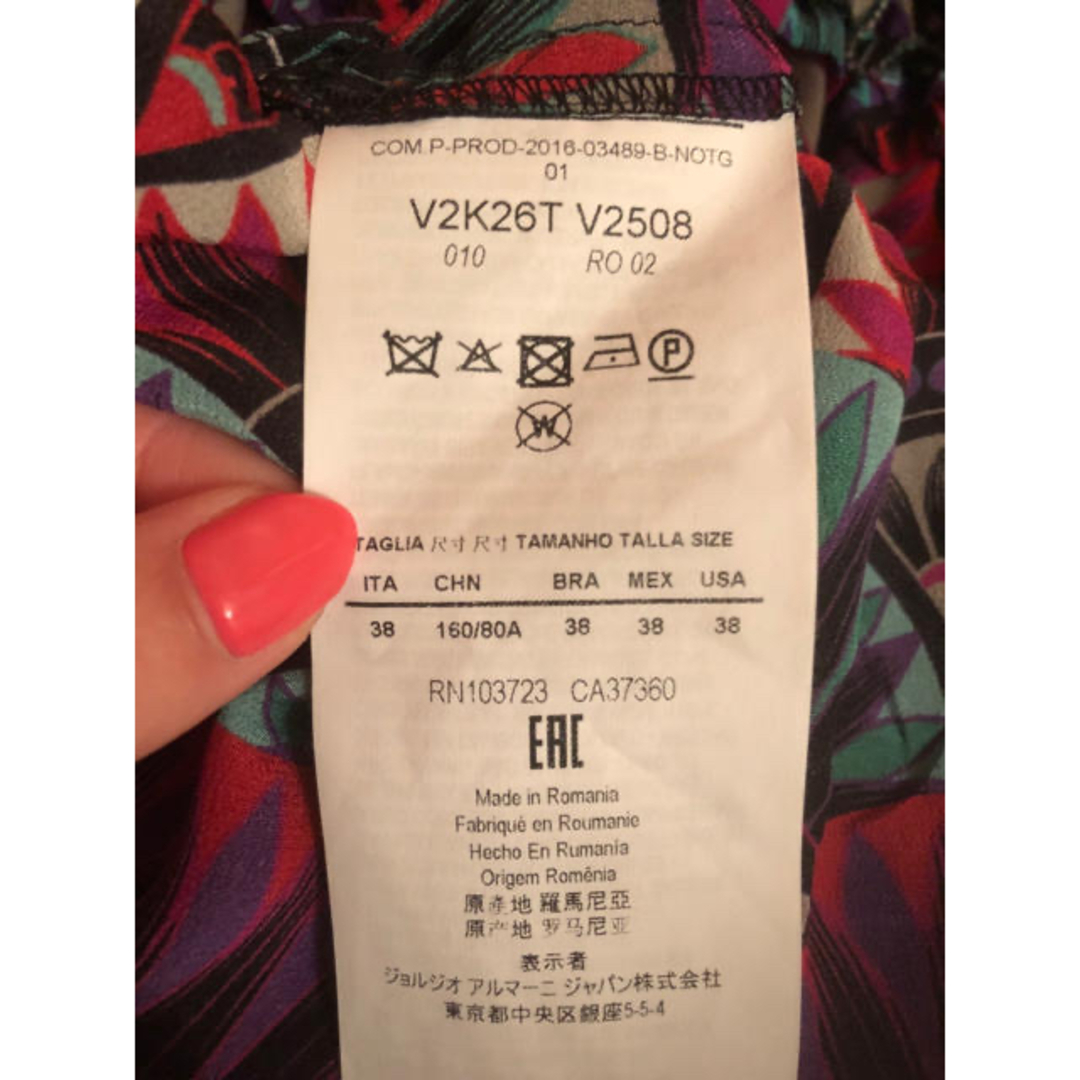 COM.P-PROD-2016-03489-B-NOTG
01
V2K26T V2508
010 RO 02
P
W
TAGLIA 尺寸 尺寸 TAMANHO TALLA SIZE
ITA CHN BRA MEX USA
38 160/80A 38 38 38
RN103723 CA37360
EAC
Made in Romania
Fabriqué en Roumanie
Hecho En Rumanía
Origem Romênia
原產地 羅馬尼亞
原产地 罗马尼亚
表示者
ジョルジオ アルマーニ ジャパン株式会社
東京都中央区銀座5-5-4